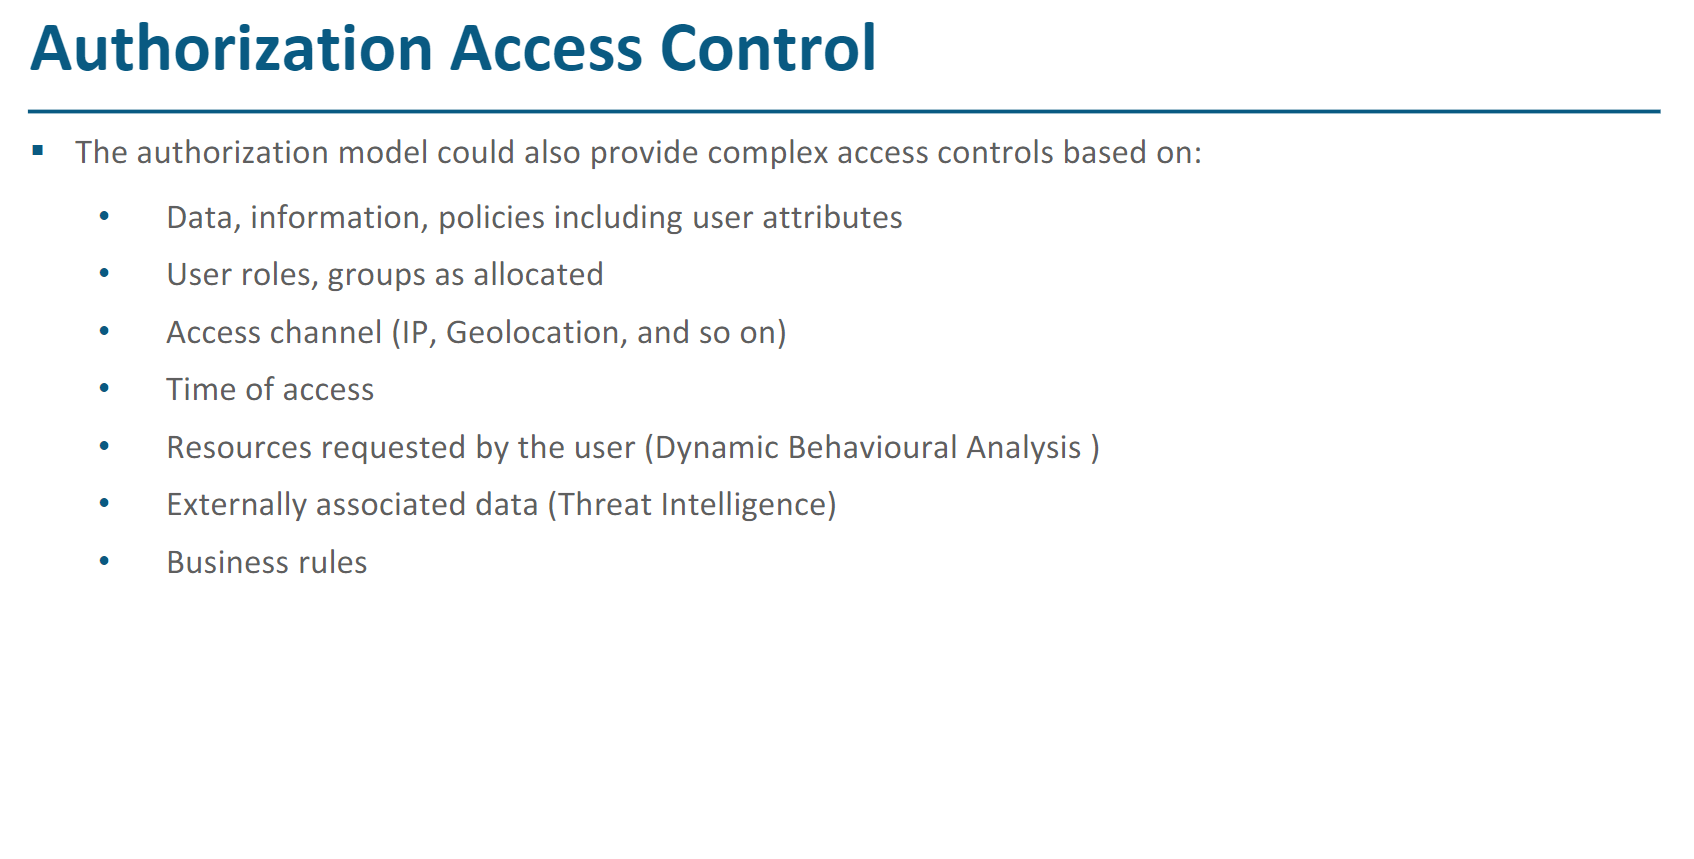 Authorization Access Control
▪ The authorization model could also provide complex access controls based on:
• Data, information, policies including user attributes
• User roles, groups as allocated
• Access channel (IP, Geolocation, and so on)
• Time of access
• Resources requested by the user (Dynamic Behavioural Analysis )
• Externally associated data (Threat Intelligence)
• Business rules